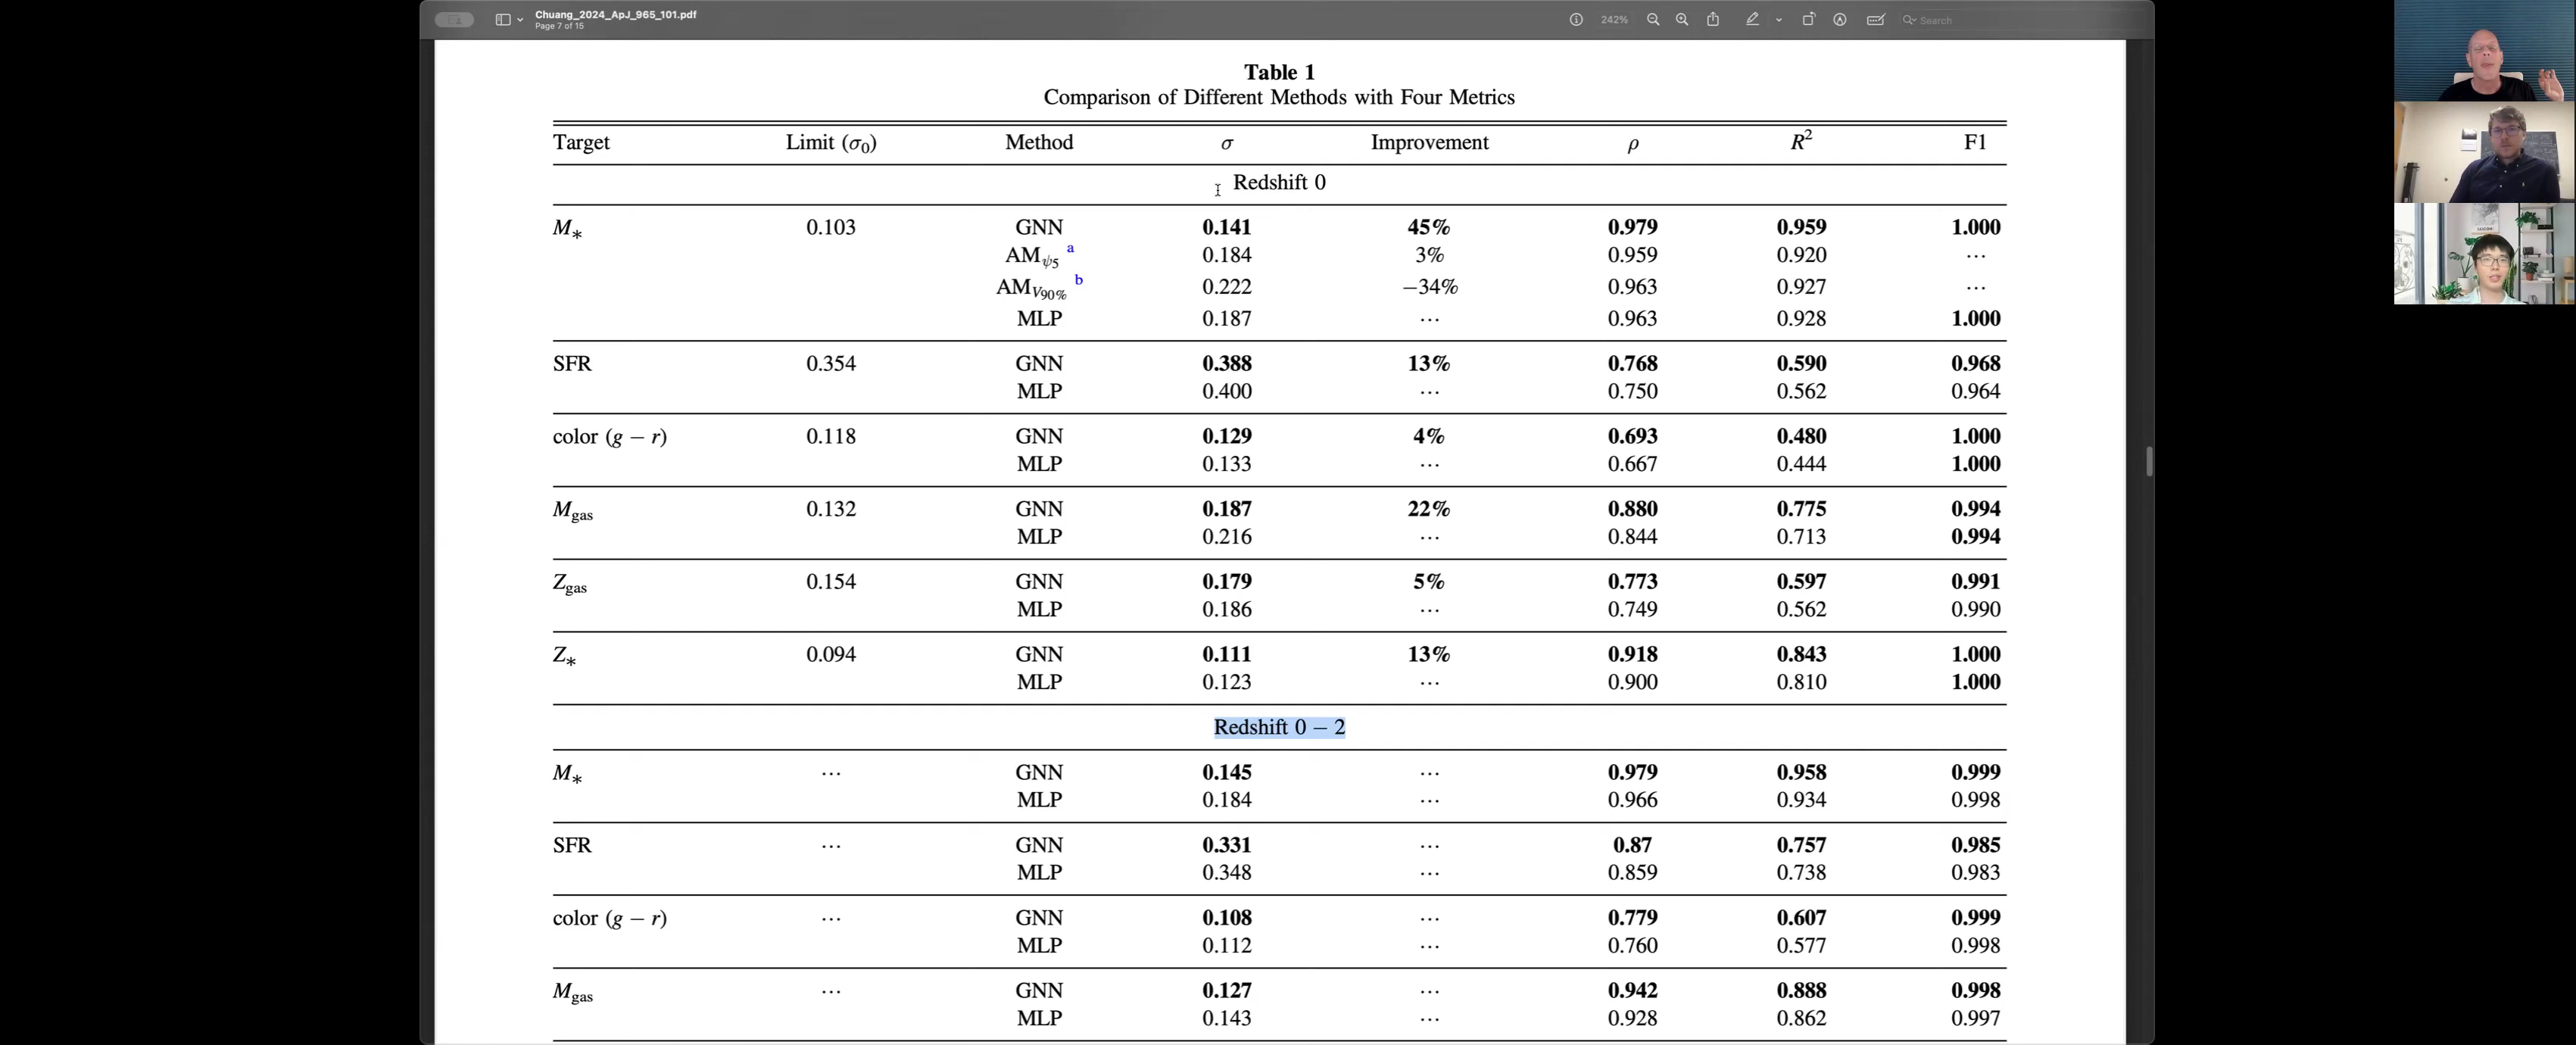 Chuang_2024_ApJ_965_101.pdf
Page 7 of 15
242%
Search
Table 1
Comparison of Different Methods with Four Metrics
Target Limit (σ₀) Method σ Improvement ρ R² F1
Redshift 0
M∗ 0.103 GNN 0.141 45% 0.979 0.959 1.000
AMψ5 a 0.184 3% 0.959 0.920 ···
AMV90% b 0.222 −34% 0.963 0.927 ···
MLP 0.187 ··· 0.963 0.928 1.000
SFR 0.354 GNN 0.388 13% 0.768 0.590 0.968
MLP 0.400 ··· 0.750 0.562 0.964
color (g − r) 0.118 GNN 0.129 4% 0.693 0.480 1.000
MLP 0.133 ··· 0.667 0.444 1.000
Mgas 0.132 GNN 0.187 22% 0.880 0.775 0.994
MLP 0.216 ··· 0.844 0.713 0.994
Zgas 0.154 GNN 0.179 5% 0.773 0.597 0.991
MLP 0.186 ··· 0.749 0.562 0.990
Z∗ 0.094 GNN 0.111 13% 0.918 0.843 1.000
MLP 0.123 ··· 0.900 0.810 1.000
Redshift 0 − 2
M∗ ··· GNN 0.145 ··· 0.979 0.958 0.999
MLP 0.184 ··· 0.966 0.934 0.998
SFR ··· GNN 0.331 ··· 0.87 0.757 0.985
MLP 0.348 ··· 0.859 0.738 0.983
color (g − r) ··· GNN 0.108 ··· 0.779 0.607 0.999
MLP 0.112 ··· 0.760 0.577 0.998
Mgas ··· GNN 0.127 ··· 0.942 0.888 0.998
MLP 0.143 ··· 0.928 0.862 0.997